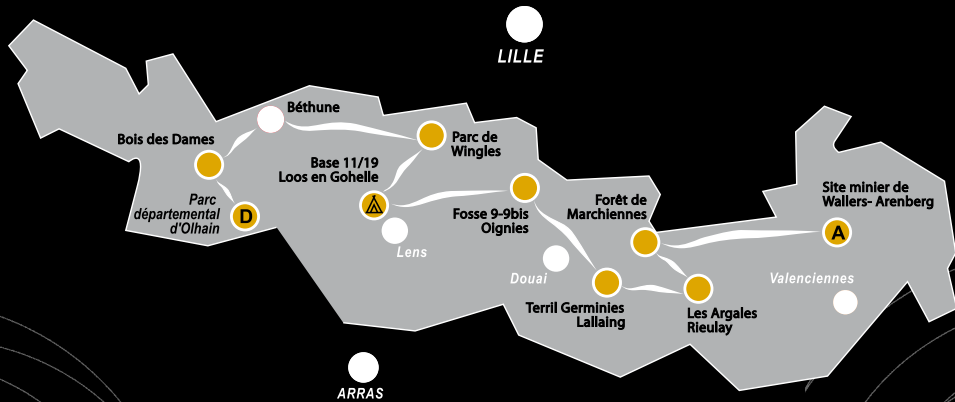 LILLE
Béthune
Bois des Dames
Parc de
Wingles
Base 11/19
Loos en Gohelle
Parc
départemental
d'Olhain
D
Lens
Fosse 9-9bis
Oignies
Forêt de
Marchiennes
Site minier de
Wallers- Arenberg
A
Douai
Valenciennes
Terril Germinies
Lallaing
Les Argales
Rieulay
ARRAS